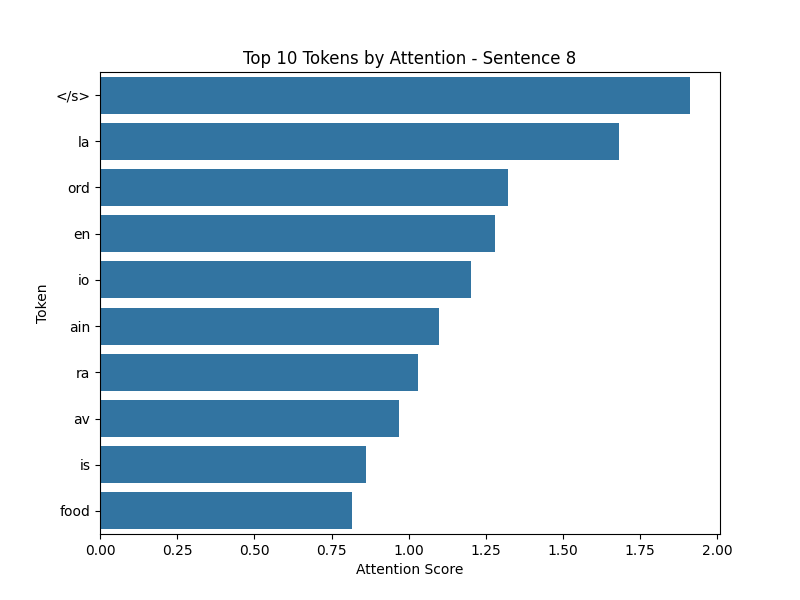 Top 10 Tokens by Attention - Sentence 8
</s>
la
ord
en
io
ain
ra
av
is
food
Token
0.00 0.25 0.50 0.75 1.00 1.25 1.50 1.75 2.00
Attention Score